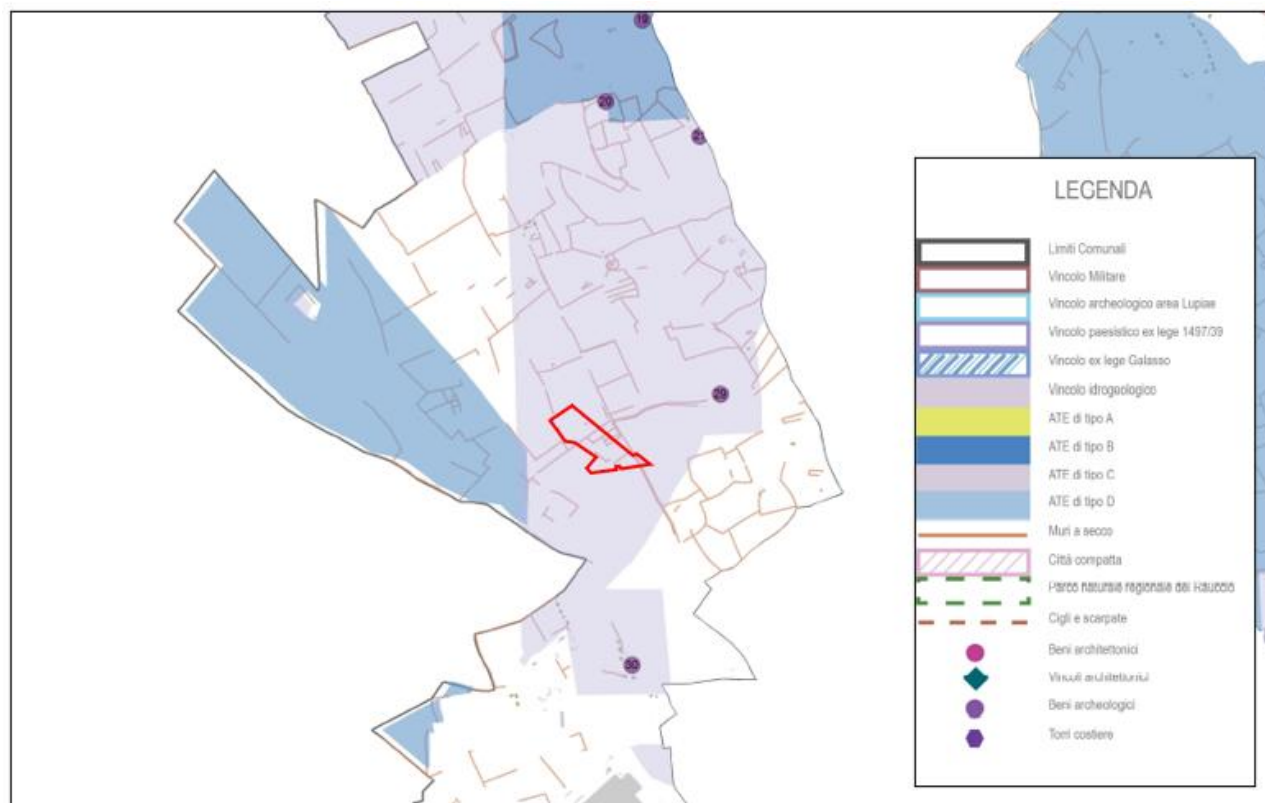 19
20
21
29
30
LEGENDA
Limiti Comunali
Vincolo Militare
Vincolo archeologico area Lupiae
Vincolo paesistico ex lege 1497/39
Vincolo ex lege Galasso
Vincolo idrogeologico
ATE di tipo A
ATE di tipo B
ATE di tipo C
ATE di tipo D
Muri a secco
Città compatta
Parco naturale regionale del Rauccio
Cigli e scarpate
Beni architettonici
Vincoli architettonici
Beni archeologici
Torri costiere